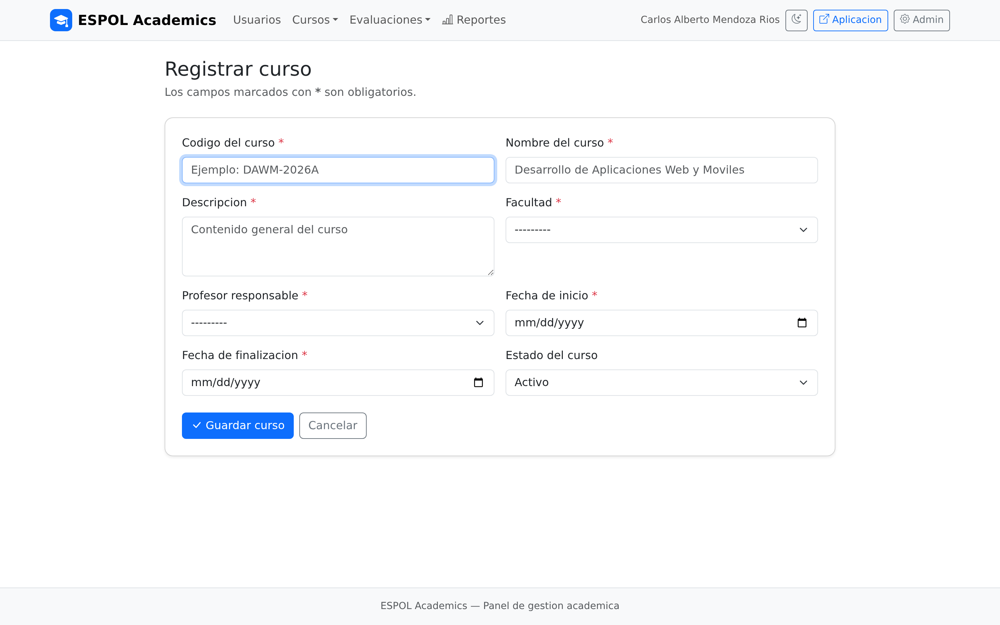 ESPOL Academics Usuarios Cursos Evaluaciones Reportes Carlos Alberto Mendoza Rios Aplicacion Admin
Registrar curso
Los campos marcados con * son obligatorios.
Codigo del curso * Nombre del curso *
Ejemplo: DAWM-2026A Desarrollo de Aplicaciones Web y Moviles
Descripcion * Facultad *
Contenido general del curso ---------
Profesor responsable * Fecha de inicio *
--------- mm/dd/yyyy
Fecha de finalizacion * Estado del curso
mm/dd/yyyy Activo
Guardar curso Cancelar
ESPOL Academics — Panel de gestion academica